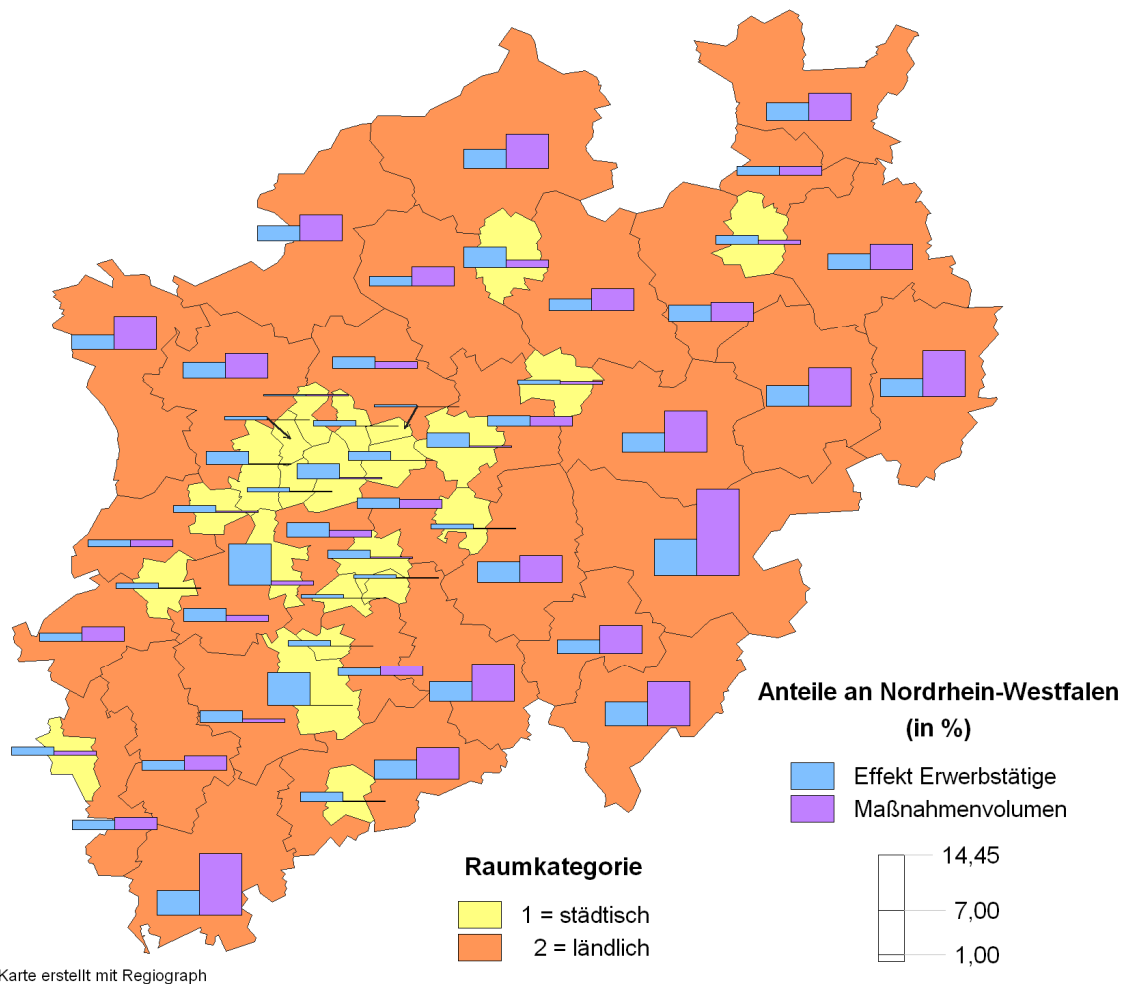 Anteile an Nordrhein-Westfalen
(in %)
Effekt Erwerbstätige
Maßnahmenvolumen
14,45
7,00
1,00
Raumkategorie
1 = städtisch
2 = ländlich
Karte erstellt mit Regiograph